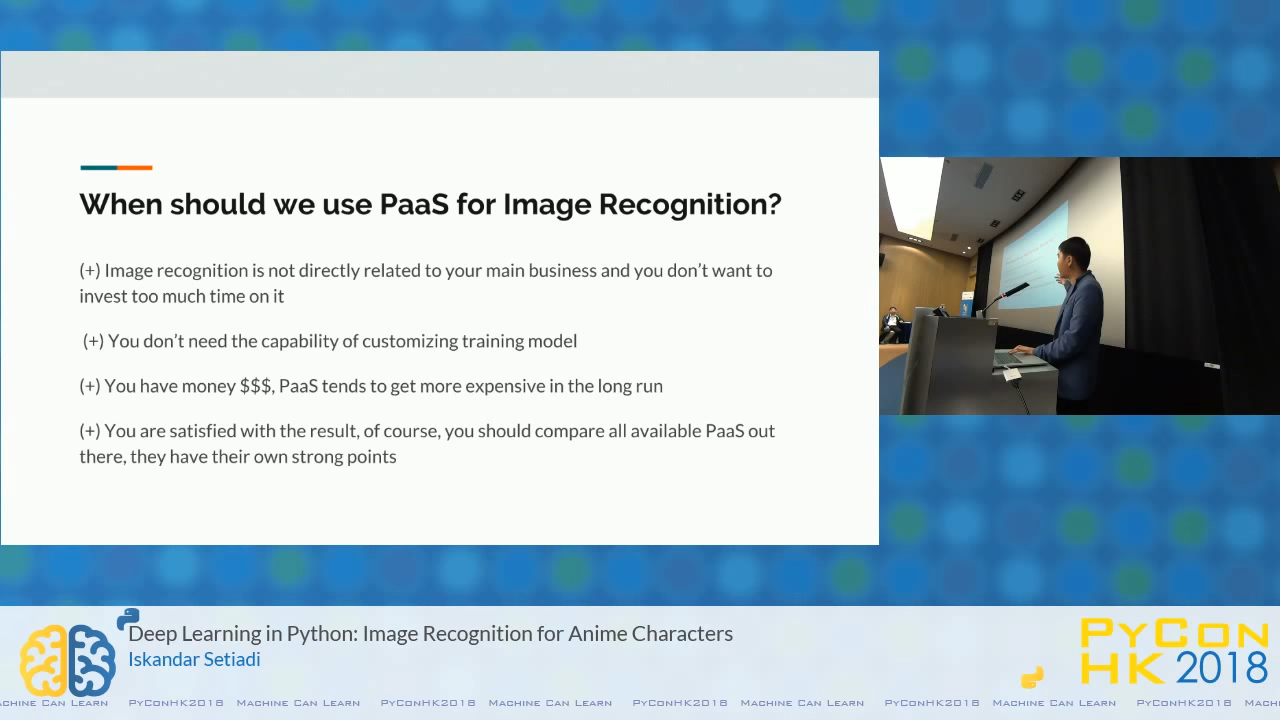 When should we use PaaS for Image Recognition?
(+) Image recognition is not directly related to your main business and you don't want to
invest too much time on it
(+) You don't need the capability of customizing training model
(+) You have money $$$, PaaS tends to get more expensive in the long run
(+) You are satisfied with the result, of course, you should compare all available PaaS out
there, they have their own strong points
Deep Learning in Python: Image Recognition for Anime Characters
Iskandar Setiadi
PyCon
HK 2018
achine Can Learn PyConHK2018 Machine Can Learn PyConHK2018 Machine Can Learn PyConHK2018 Machine Can Learn PyConHK2018 Machine Can Learn PyConHK2018 Mach